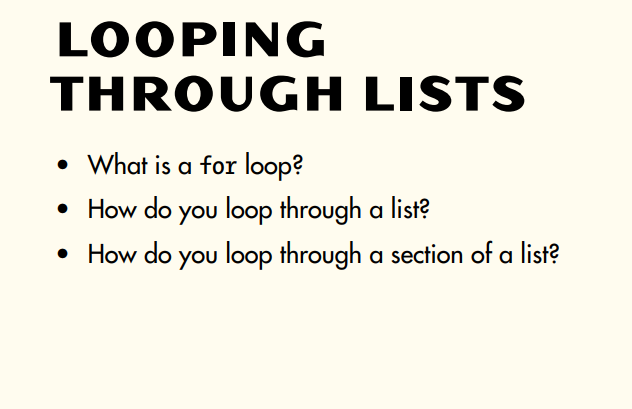 LOOPING
THROUGH LISTS
• What is a for loop?
• How do you loop through a list?
• How do you loop through a section of a list?